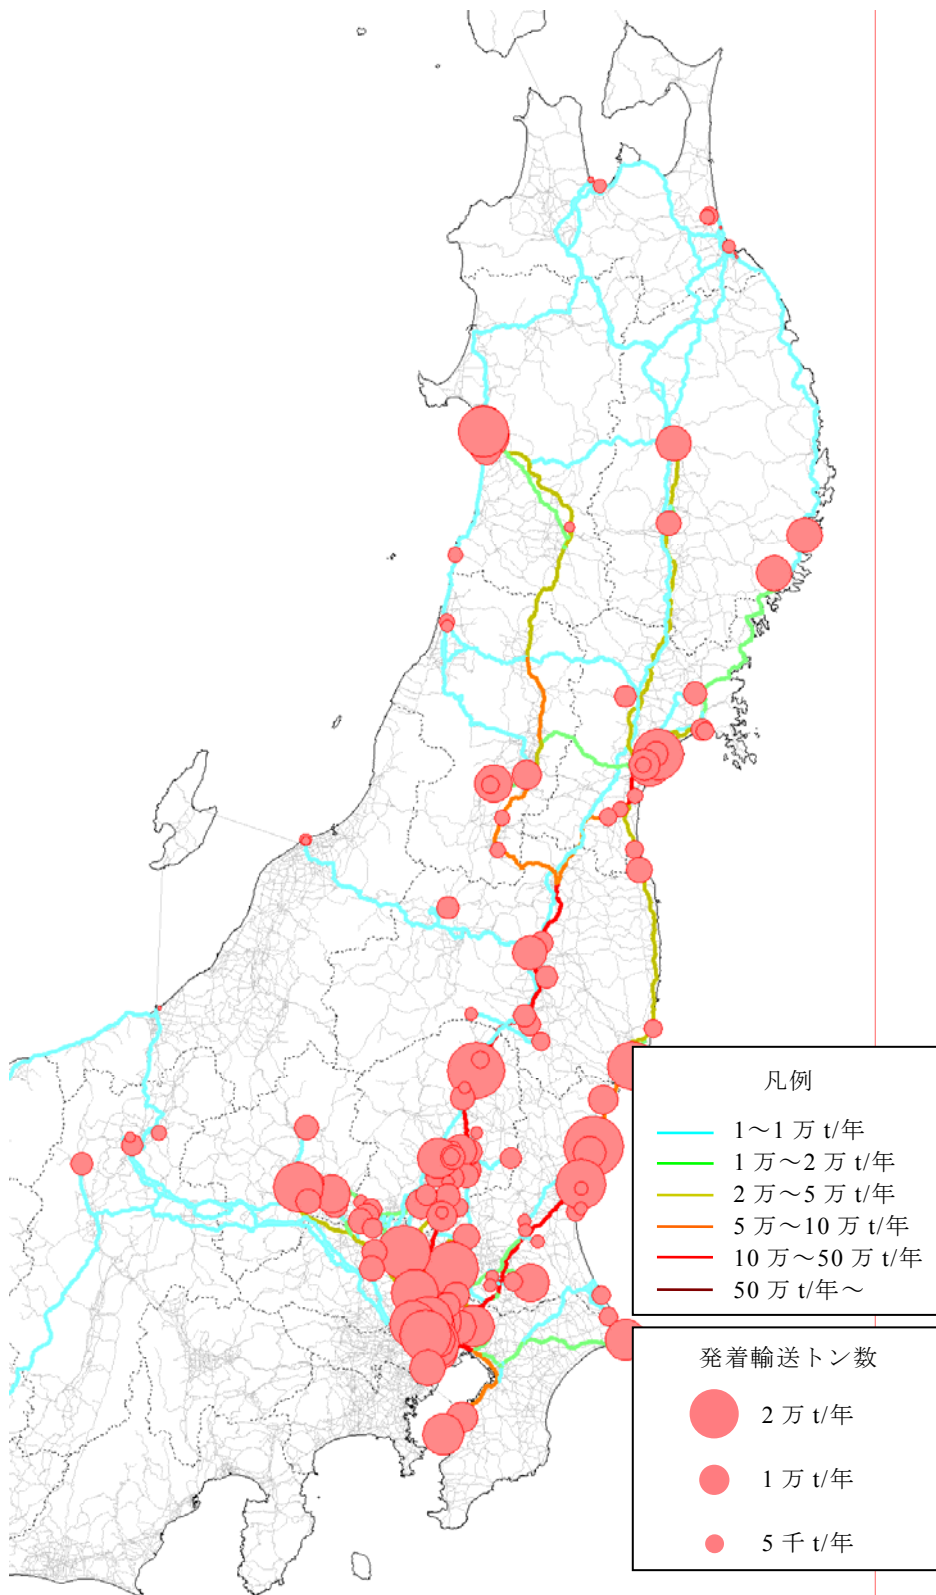 凡例
1～1 万 t/年
1 万～2 万 t/年
2 万～5 万 t/年
5 万～10 万 t/年
10 万～50 万 t/年
50 万 t/年～
発着輸送トン数
2 万 t/年
1 万 t/年
5 千 t/年